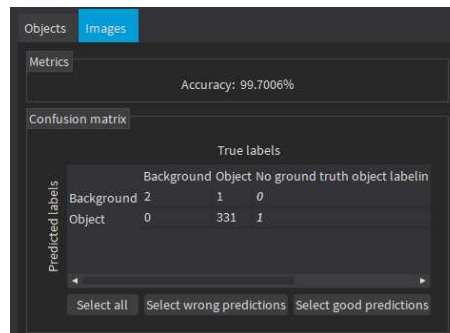 Objects Images
Metrics
Accuracy: 99.7006%
Confusion matrix
True labels
Background Object No ground truth object labelin
Predicted labels
Background 2 1 0
Object 0 331 1
Select all Select wrong predictions Select good predictions